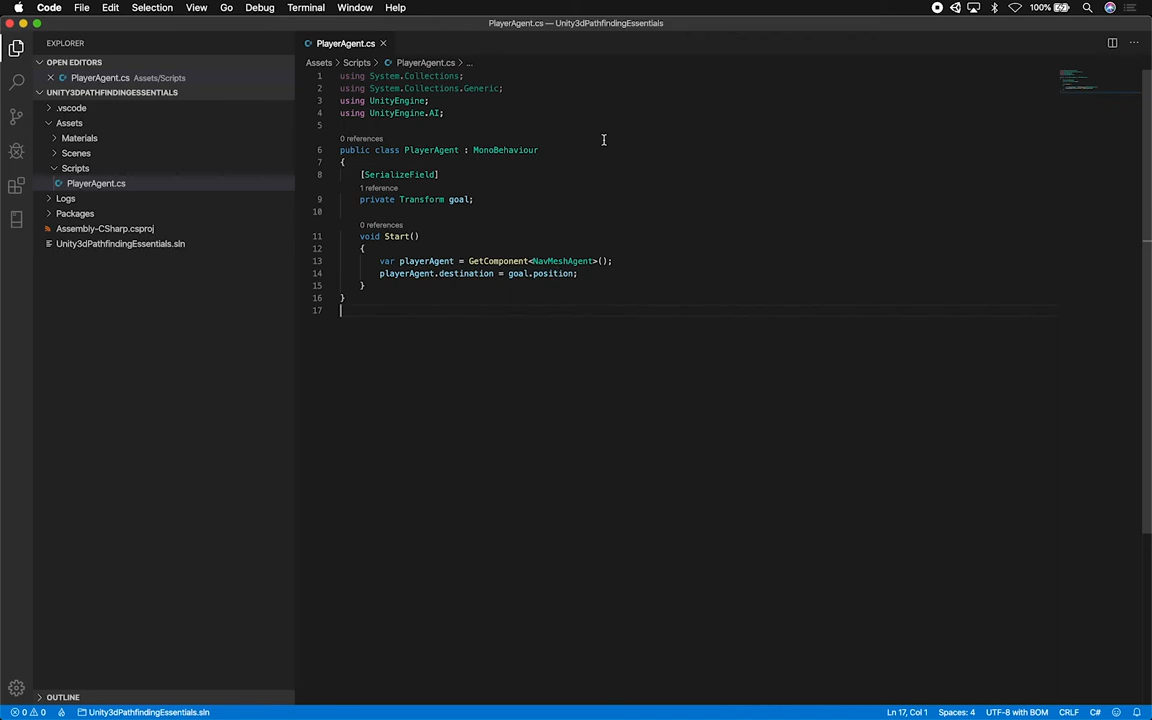 Code File Edit Selection View Go Debug Terminal Window Help 100%
PlayerAgent.cs — Unity3dPathfindingEssentials
EXPLORER
OPEN EDITORS
PlayerAgent.cs Assets/Scripts
UNITY3DPATHFINDINGESSENTIALS
.vscode
Assets
Materials
Scenes
Scripts
PlayerAgent.cs
Logs
Packages
Assembly-CSharp.csproj
Unity3dPathfindingEssentials.sln
OUTLINE
PlayerAgent.cs
Assets > Scripts > PlayerAgent.cs > ...
1 using System.Collections;
2 using System.Collections.Generic;
3 using UnityEngine;
4 using UnityEngine.AI;
5
0 references
6 public class PlayerAgent : MonoBehaviour
7 {
8 [SerializeField]
1 reference
9 private Transform goal;
10
0 references
11 void Start()
12 {
13 var playerAgent = GetComponent<NavMeshAgent>();
14 playerAgent.destination = goal.position;
15 }
16 }
17
0 0 Unity3dPathfindingEssentials.sln Ln 17, Col 1 Spaces: 4 UTF-8 with BOM CRLF C#